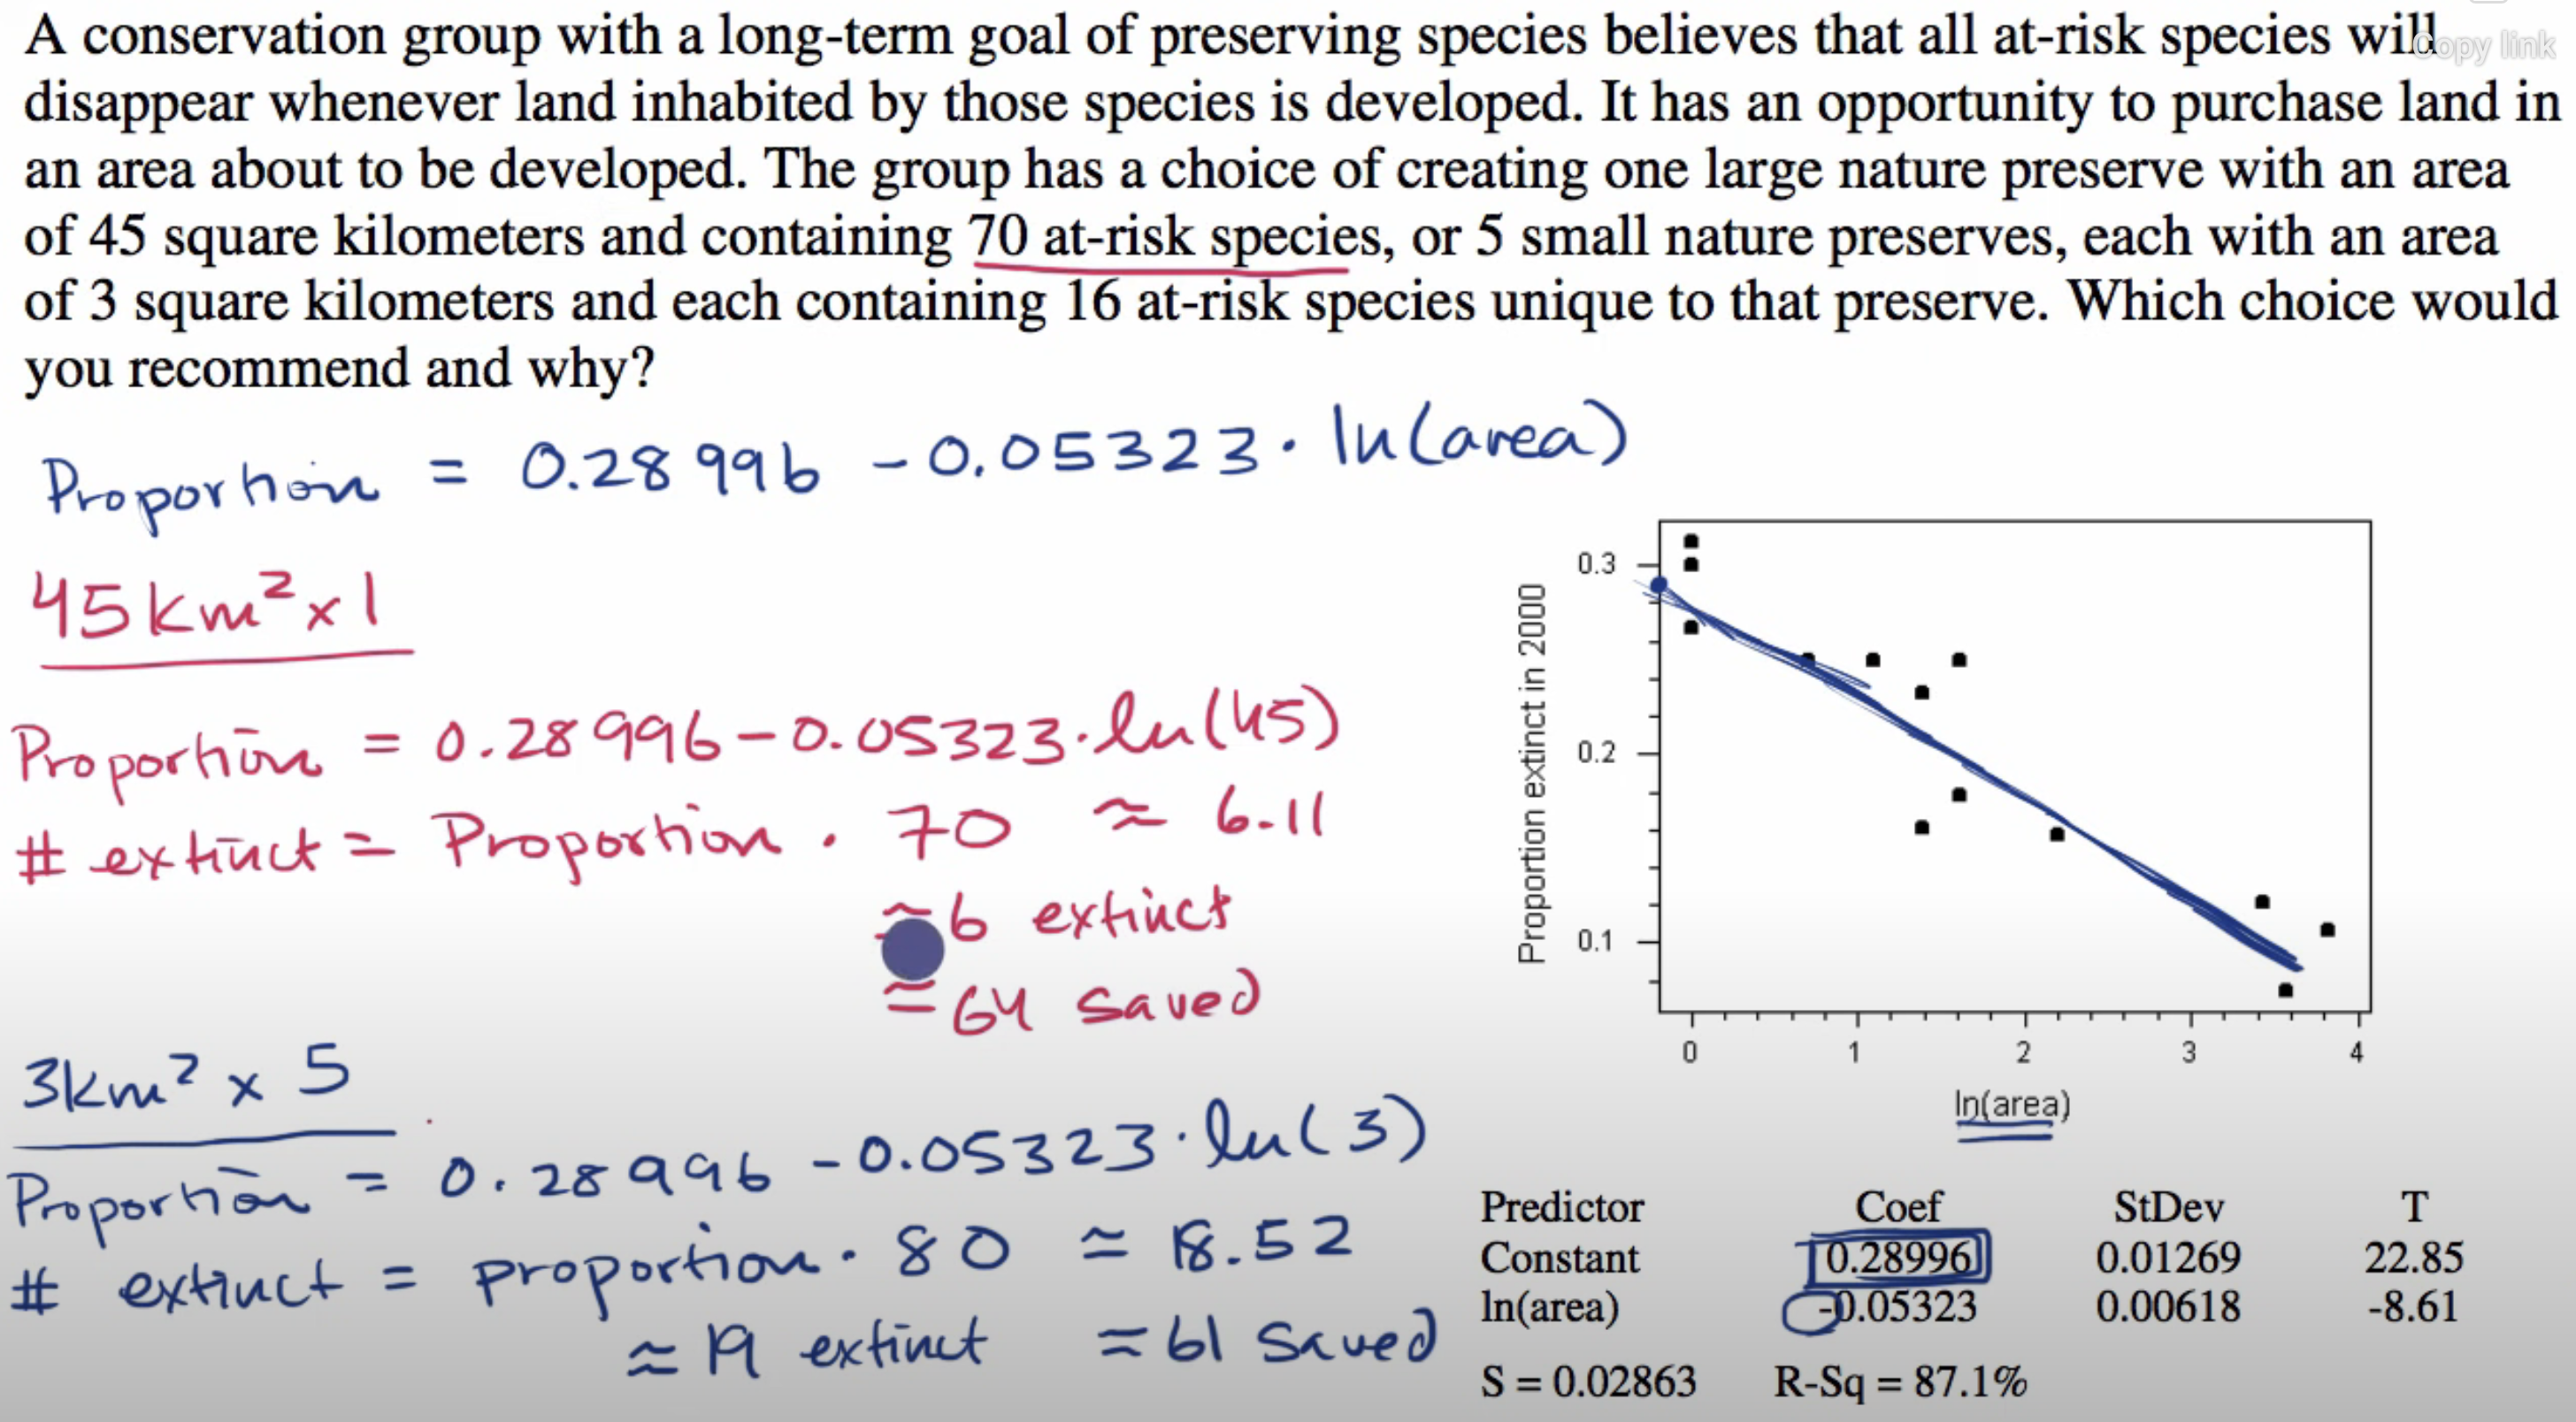 A conservation group with a long-term goal of preserving species believes that all at-risk species will
Copy link
disappear whenever land inhabited by those species is developed. It has an opportunity to purchase land in
an area about to be developed. The group has a choice of creating one large nature preserve with an area
of 45 square kilometers and containing 70 at-risk species, or 5 small nature preserves, each with an area
of 3 square kilometers and each containing 16 at-risk species unique to that preserve. Which choice would
you recommend and why?
Proportion = 0.28996 - 0.05323 · ln(area)
45km² x 1
Proportion = 0.28996 - 0.05323 · ln(45)
# extinct = Proportion · 70 ≈ 6.11
≈ 6 extinct
≈ 64 saved
3km² x 5
Proportion = 0.28996 - 0.05323 · ln(3)
# extinct = proportion · 80 ≈ 18.52
≈ 19 extinct = 61 saved
Proportion extinct in 2000
0.3
0.2
0.1
0 1 2 3 4
ln(area)
Predictor Coef StDev T
Constant 0.28996 0.01269 22.85
ln(area) -0.05323 0.00618 -8.61
S = 0.02863 R-Sq = 87.1%